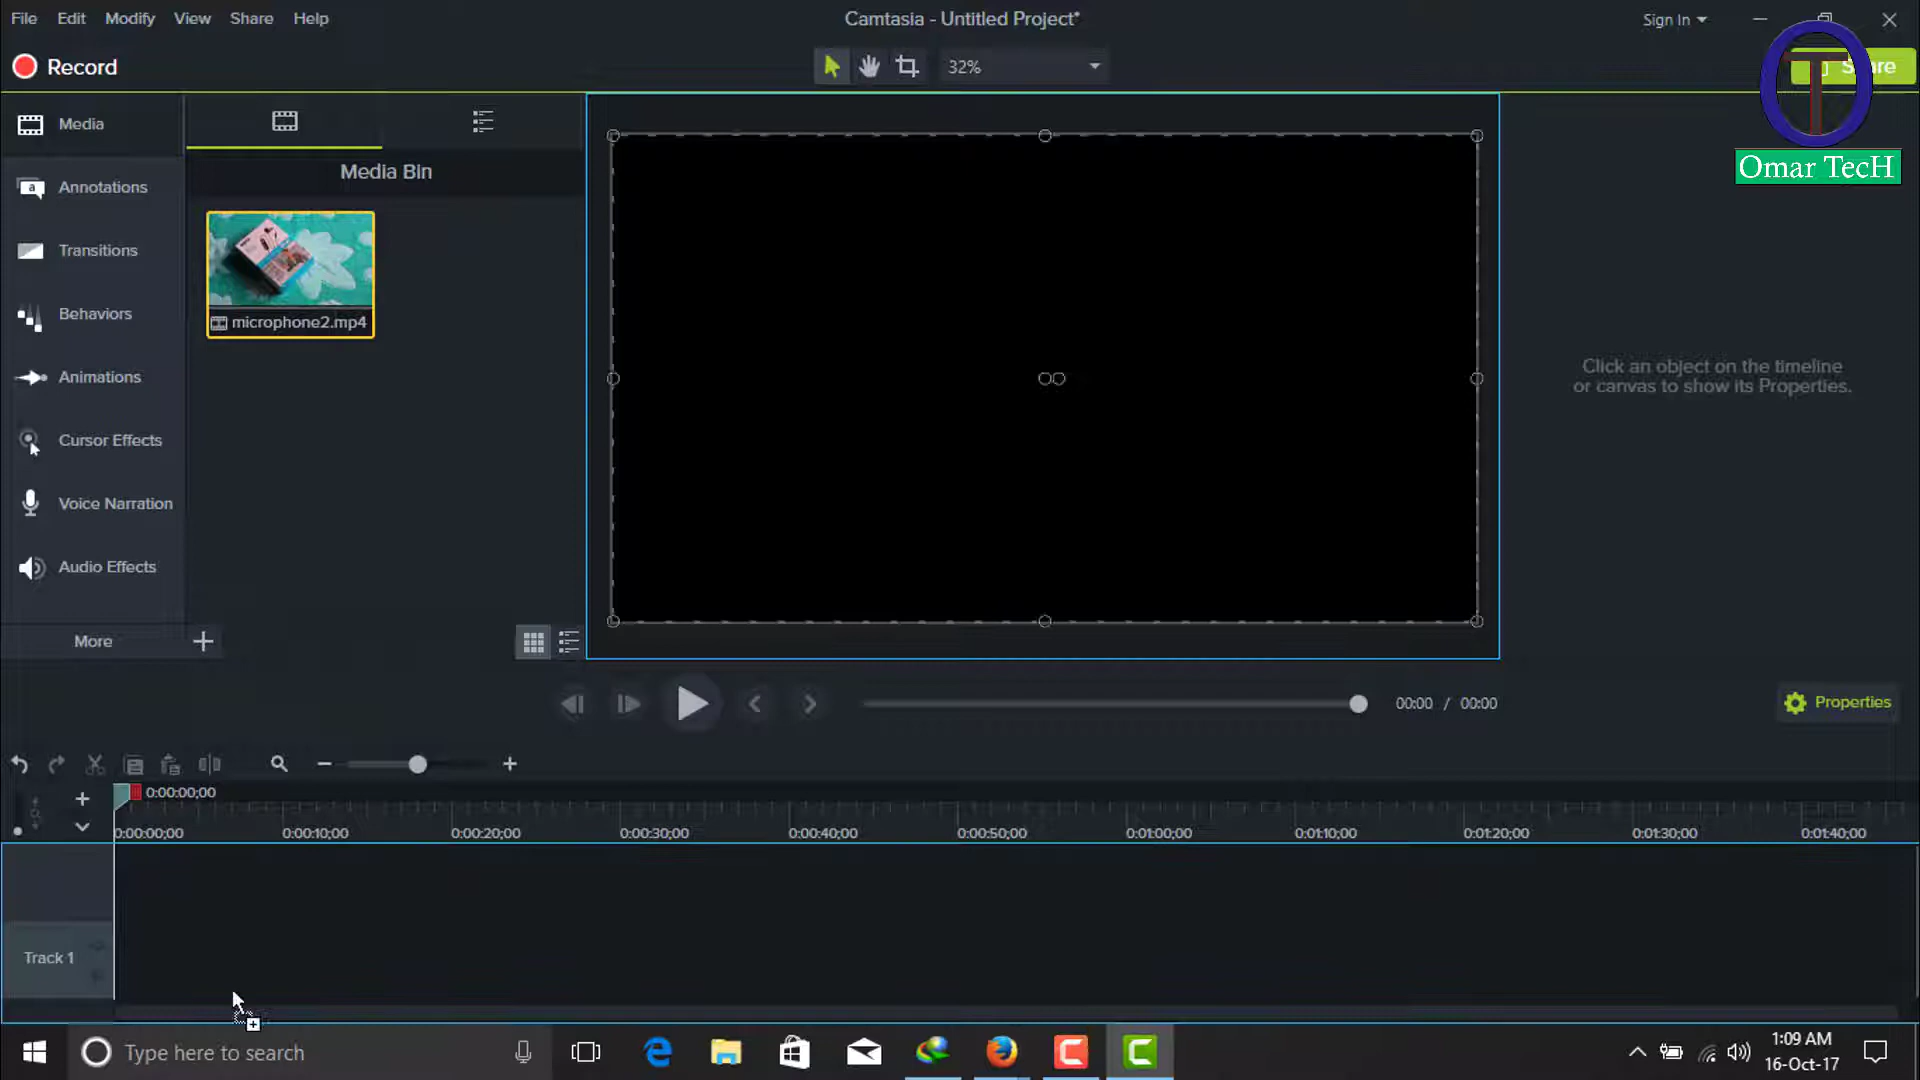 File Edit Modify View Share Help
Camtasia - Untitled Project*
Sign In
Record
32%
Share
Omar TecH
Media
Annotations
Transitions
Behaviors
Animations
Cursor Effects
Voice Narration
Audio Effects
More
Media Bin
microphone2.mp4
Click an object on the timeline
or canvas to show its Properties.
00:00 / 00:00
Properties
0:00:00;00
0:00:00;00 0:00:10;00 0:00:20;00 0:00:30;00 0:00:40;00 0:00:50;00 0:01:00;00 0:01:10;00 0:01:20;00 0:01:30;00 0:01:40;00
Track 1
Type here to search
1:09 AM
16-Oct-17